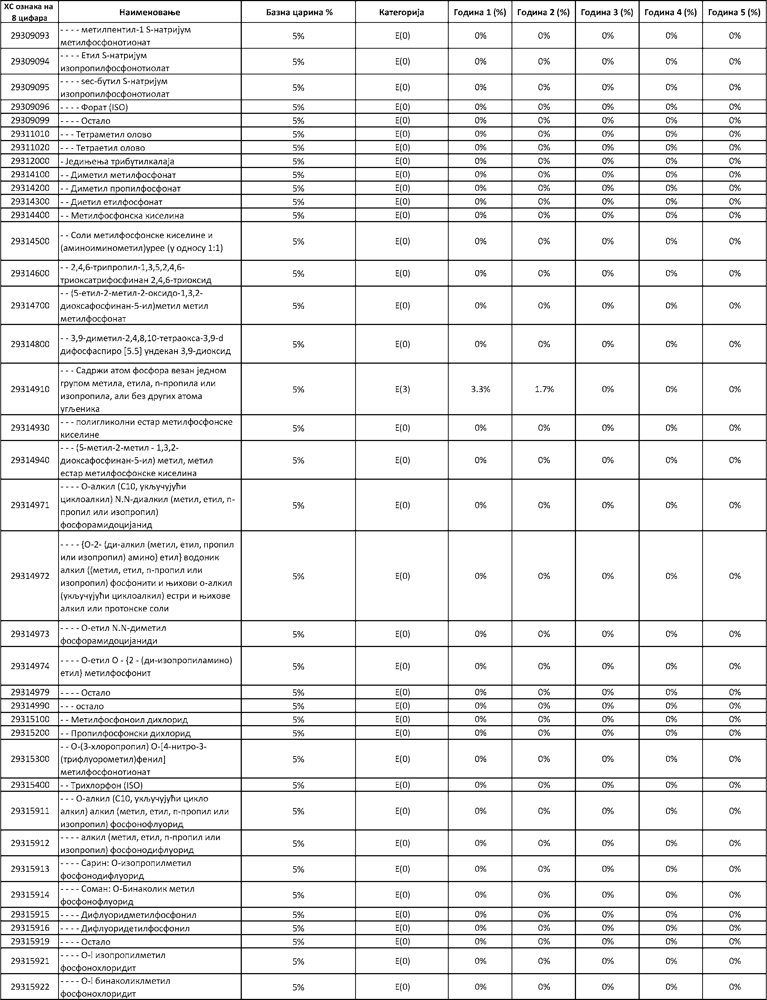 ХС ознака на 8 цифара Наименовање Базна царина % Категорија Година 1 (%) Година 2 (%) Година 3 (%) Година 4 (%) Година 5 (%)
29309093 - - - - метилпентил-1 S-натријум
метилфосфонотионат 5% E(0) 0% 0% 0% 0% 0%
29309094 - - - - Етил S-натријум
изопропилфосфонотиолат 5% E(0) 0% 0% 0% 0% 0%
29309095 - - - - sec-бутил S-натријум
изопропилфосфонотиолат 5% E(0) 0% 0% 0% 0% 0%
29309096 - - - - Форат (ISO) 5% E(0) 0% 0% 0% 0% 0%
29309099 - - - - Остало 5% E(0) 0% 0% 0% 0% 0%
29311010 - - - Тетраметил олово 5% E(0) 0% 0% 0% 0% 0%
29311020 - - - Тетраетил олово 5% E(0) 0% 0% 0% 0% 0%
29312000 - Једињења трибутилкалаја 5% E(0) 0% 0% 0% 0% 0%
29314100 - - Диметил метилфосфонат 5% E(0) 0% 0% 0% 0% 0%
29314200 - - Диметил пропилфосфонат 5% E(0) 0% 0% 0% 0% 0%
29314300 - - Диетил етилфосфонат 5% E(0) 0% 0% 0% 0% 0%
29314400 - - Метилфосфонска киселина 5% E(0) 0% 0% 0% 0% 0%
29314500 - - Соли метилфосфонске киселине и
(аминоиминометил)урее (у односу 1:1) 5% E(0) 0% 0% 0% 0% 0%
29314600 - - 2,4,6-трипропил-1,3,5,2,4,6-
триоксатрифосфинан 2,4,6-триоксид 5% E(0) 0% 0% 0% 0% 0%
29314700 - - (5-етил-2-метил-2-оксидо-1,3,2-
диоксафосфинан-5-ил)метил метил
метилфосфонат 5% E(0) 0% 0% 0% 0% 0%
29314800 - - 3,9-диметил-2,4,8,10-тетраокса-3,9-d
дифосфаспиро [5.5] ундекан 3,9-диоксид 5% E(0) 0% 0% 0% 0% 0%
29314910 - - - Садржи атом фосфора везан једном
групом метила, етила, n-пропила или
изопропила, али без других атома
угљеника 5% E(3) 3.3% 1.7% 0% 0% 0%
29314930 - - - полигликолни естар метилфосфонске
киселине 5% E(0) 0% 0% 0% 0% 0%
29314940 - - - (5-метил-2-метил - 1,3,2-
диоксафосфинан-5-ил) метил, метил
естар метилфосфонске киселина 5% E(0) 0% 0% 0% 0% 0%
29314971 - - - - О-алкил (С10, укључујући
циклоалкил) N.N-диалкил (метил, етил, n-
пропил или изопропил)
фосфорамидоцијанид 5% E(0) 0% 0% 0% 0% 0%
29314972 - - - - {О-2- (ди-алкил (метил, етил, пропил
или изопропил) амино) етил} водоник
алкил ((метил, етил, n-пропил или
изопропил) фосфонити и њихови о-алкил
(укључујући циклоалкил) естри и њихове
алкил или протонске соли 5% E(0) 0% 0% 0% 0% 0%
29314973 - - - - О-етил N.N-диметил
фосфорамидоцијаниди 5% E(0) 0% 0% 0% 0% 0%
29314974 - - - - О-етил О - {2 - (ди-изопропиламино)
етил} метилфосфонит 5% E(0) 0% 0% 0% 0% 0%
29314979 - - - - Остало 5% E(0) 0% 0% 0% 0% 0%
29314990 - - - остало 5% E(0) 0% 0% 0% 0% 0%
29315100 - - Метилфосфоноил дихлорид 5% E(0) 0% 0% 0% 0% 0%
29315200 - - Пропилфосфонски дихлорид 5% E(0) 0% 0% 0% 0% 0%
29315300 - - О-(3-хлоропропил) О-[4-нитро-3-
(трифлуорометил)фенил]
метилфосфонотионат 5% E(0) 0% 0% 0% 0% 0%
29315400 - - Трихлорфон (ISO) 5% E(0) 0% 0% 0% 0% 0%
29315911 - - - О-алкил (С10, укључујући цикло
алкил) алкил (метил, етил, n-пропил или
изопропил) фосфонофлуорид 5% E(0) 0% 0% 0% 0% 0%
29315912 - - - - алкил (метил, етил, n-пропил или
изопропил) фосфонодифлуорид 5% E(0) 0% 0% 0% 0% 0%
29315913 - - - - Сарин: О-изопропилметил
фосфонодифлуорид 5% E(0) 0% 0% 0% 0% 0%
29315914 - - - - Соман: О-Бинаколик метил
фосфонофлуорид 5% E(0) 0% 0% 0% 0% 0%
29315915 - - - - Дифлуоридметилфосфонил 5% E(0) 0% 0% 0% 0% 0%
29315916 - - - - Дифлуоридетилфосфонил 5% E(0) 0% 0% 0% 0% 0%
29315919 - - - - Остало 5% E(0) 0% 0% 0% 0% 0%
29315921 - - - - О-l изопропилметил
фосфонохлоридит 5% E(0) 0% 0% 0% 0% 0%
29315922 - - - - О-l бинаколиклметил
фосфонохлоридит 5% E(0) 0% 0% 0% 0% 0%